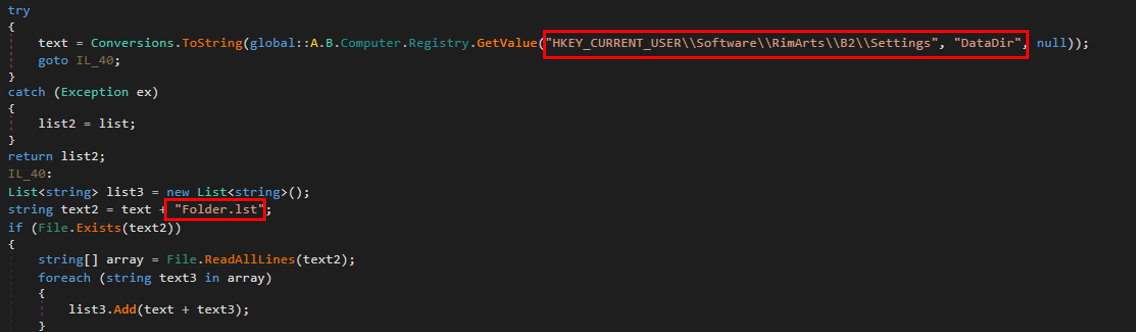 try
{
text = Conversions.ToString(global::A.B.Computer.Registry.GetValue("HKEY_CURRENT_USER\\Software\\RimArts\\B2\\Settings", "DataDir", null));
goto IL_40;
}
catch (Exception ex)
{
list2 = list;
}
return list2;
IL_40:
List<string> list3 = new List<string>();
string text2 = text + "Folder.lst";
if (File.Exists(text2))
{
string[] array = File.ReadAllLines(text2);
foreach (string text3 in array)
{
list3.Add(text + text3);
}